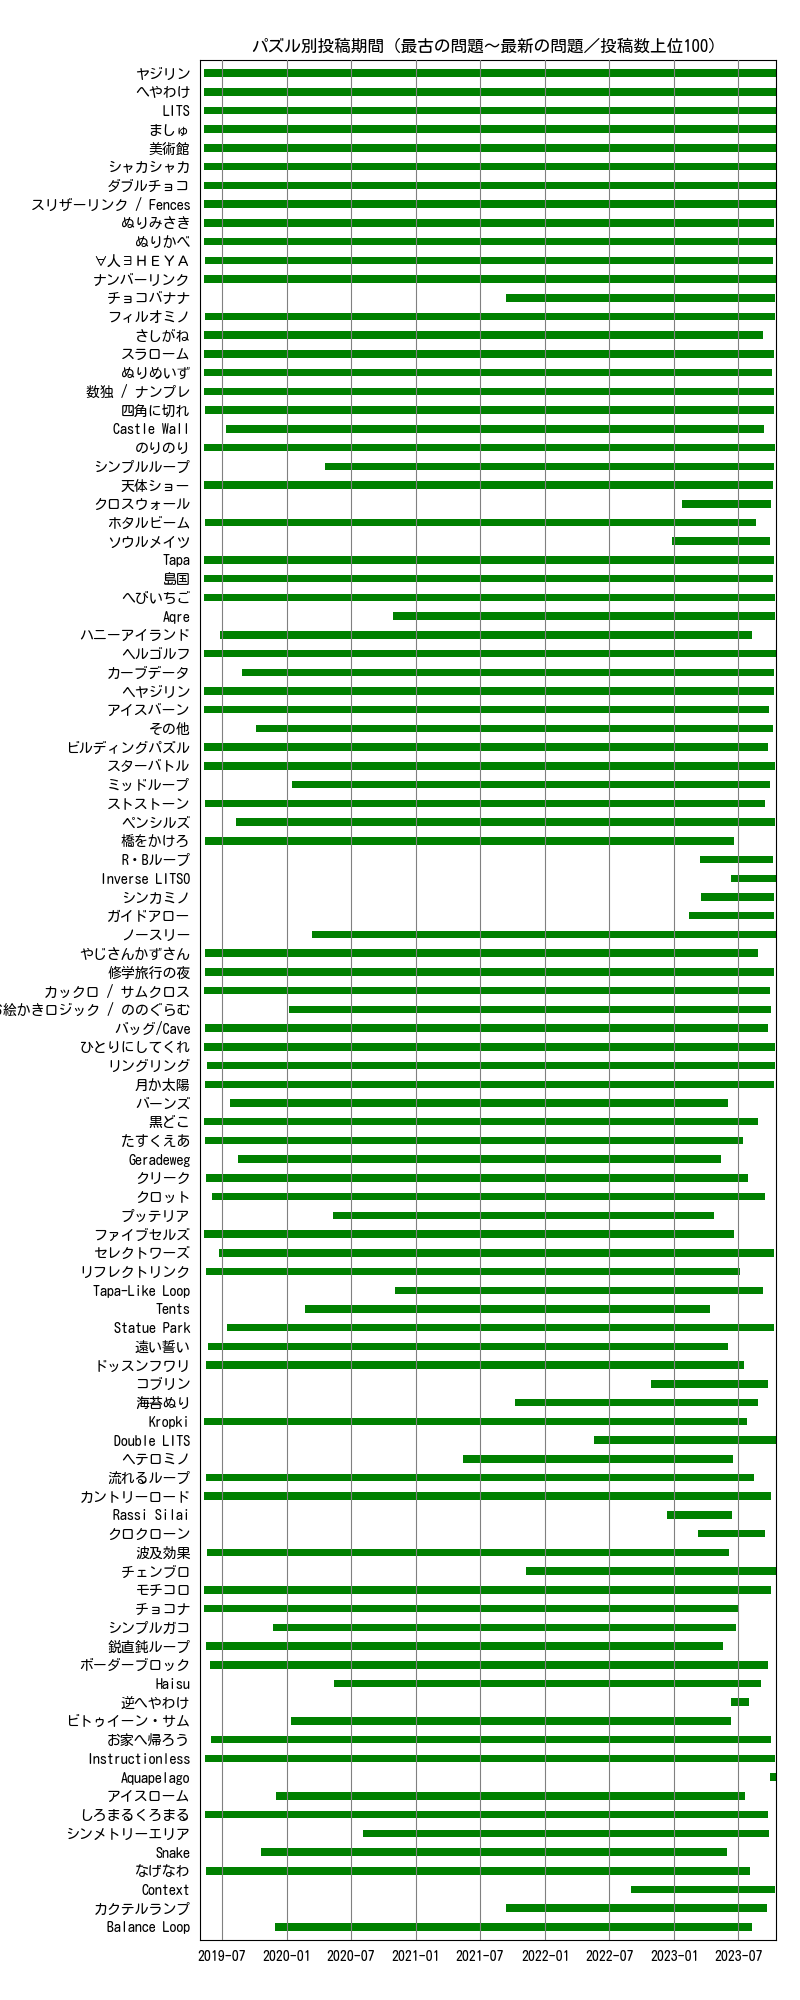 パズル別投稿期間（最古の問題～最新の問題／投稿数上位100）
ヤジリン
へやわけ
LITS
ましゅ
美術館
シャカシャカ
ダブルチョコ
スリザーリンク / Fences
ぬりみさき
ぬりかべ
∀人∃ＨＥＹＡ
ナンバーリンク
チョコバナナ
フィルオミノ
さしがね
スラローム
ぬりめいず
数独 / ナンプレ
四角に切れ
Castle Wall
のりのり
シンプルループ
天体ショー
クロスウォール
ホタルビーム
ソウルメイツ
Tapa
島国
へびいちご
Aqre
ハニーアイランド
ヘルゴルフ
カーブデータ
ヘヤジリン
アイスバーン
その他
ビルディングパズル
スターバトル
ミッドループ
ストストーン
ペンシルズ
橋をかけろ
R・Bループ
Inverse LITSO
シンカミノ
ガイドアロー
ノースリー
やじさんかずさん
修学旅行の夜
カックロ / サムクロス
絵かきロジック / ののぐらむ
バッグ/Cave
ひとりにしてくれ
リングリング
月か太陽
バーンズ
黒どこ
たすくえあ
Geradeweg
クリーク
クロット
プッテリア
ファイブセルズ
セレクトワーズ
リフレクトリンク
Tapa-Like Loop
Tents
Statue Park
遠い誓い
ドッスンフワリ
コブリン
海苔ぬり
Kropki
Double LITS
ヘテロミノ
流れるループ
カントリーロード
Rassi Silai
クロクローン
波及効果
チェンブロ
モチコロ
チョコナ
シンプルガコ
鋭直鈍ループ
ボーダーブロック
Haisu
逆へやわけ
ビトゥイーン・サム
お家へ帰ろう
Instructionless
Aquapelago
アイスローム
しろまるくろまる
シンメトリーエリア
Snake
なげなわ
Context
カクテルランプ
Balance Loop
2019-07 2020-01 2020-07 2021-01 2021-07 2022-01 2022-07 2023-01 2023-07